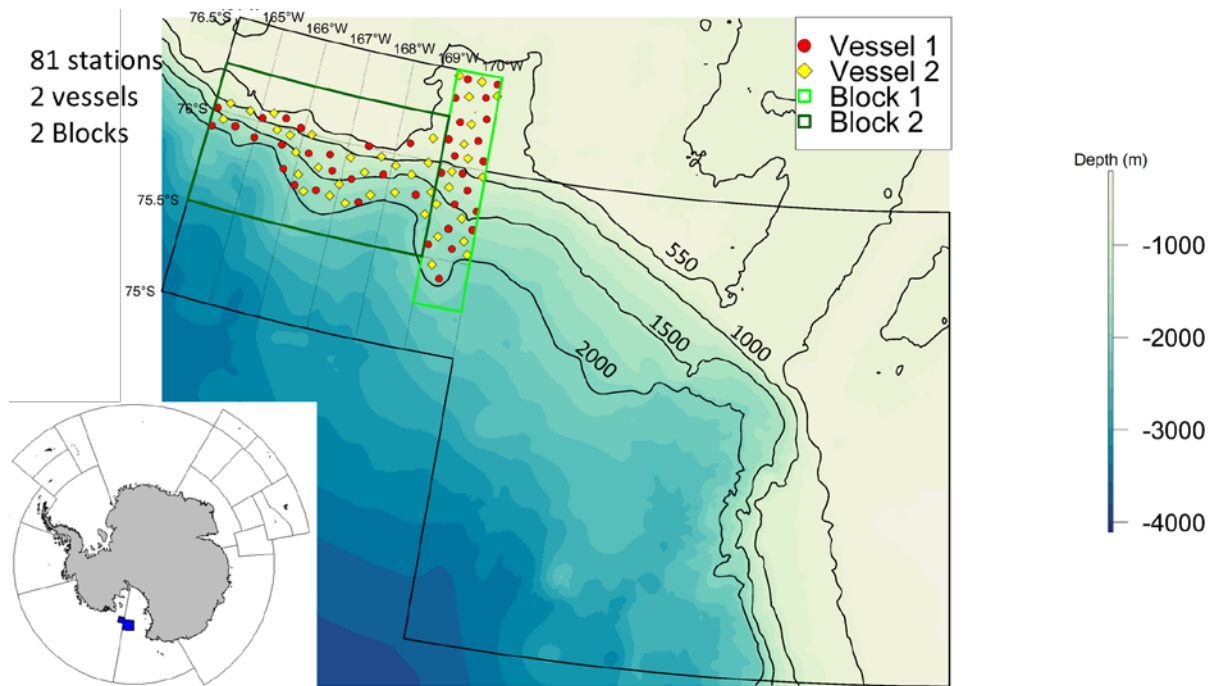 81 stations
2 vessels
2 Blocks
76.5°S
165°W
166°W
167°W
168°W
169°W
170°W
76°S
75.5°S
75°S
Vessel 1
Vessel 2
Block 1
Block 2
550
1000
1500
2000
Depth (m)
-1000
-2000
-3000
-4000